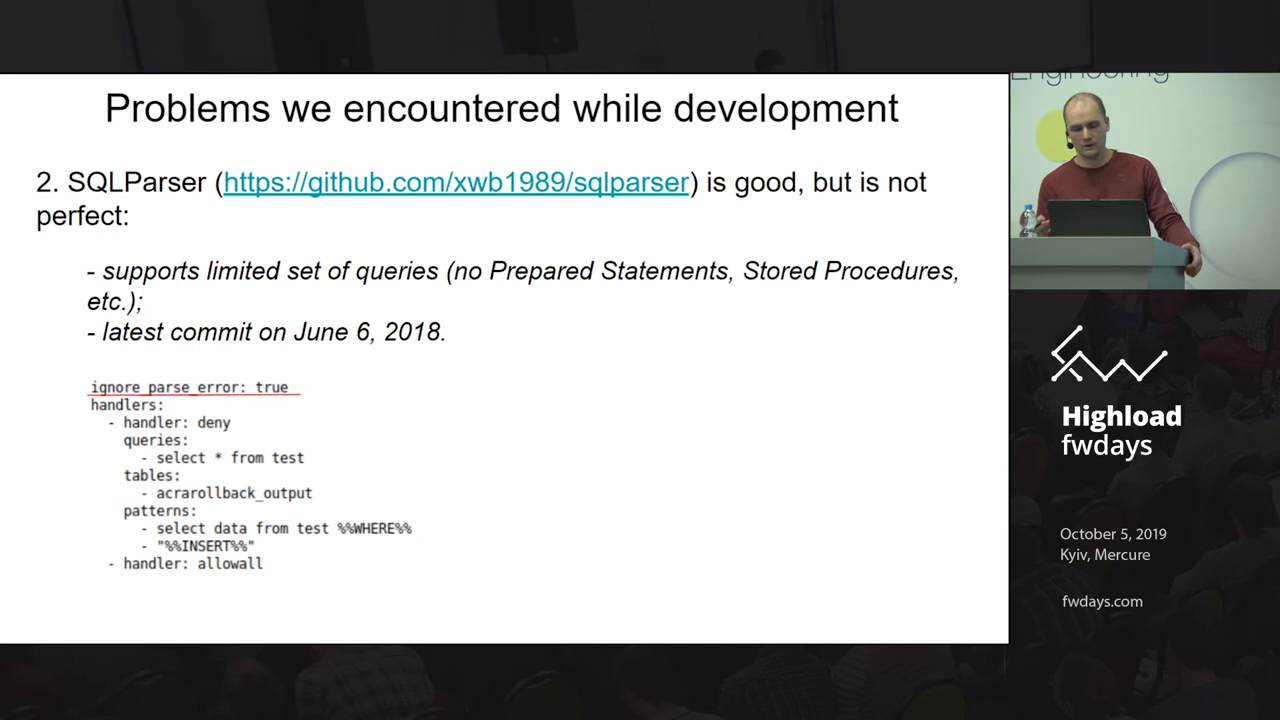 Problems we encountered while development
2. SQLParser (https://github.com/xwb1989/sqlparser) is good, but is not
perfect:
- supports limited set of queries (no Prepared Statements, Stored Procedures,
etc.);
- latest commit on June 6, 2018.
ignore_parse_error: true
handlers:
- handler: deny
queries:
- select * from test
tables:
- acrarollback_output
patterns:
- select data from test %%WHERE%%
- "%%INSERT%%"
- handler: allowall
Engineering
Highload
fwdays
October 5, 2019
Kyiv, Mercure
fwdays.com